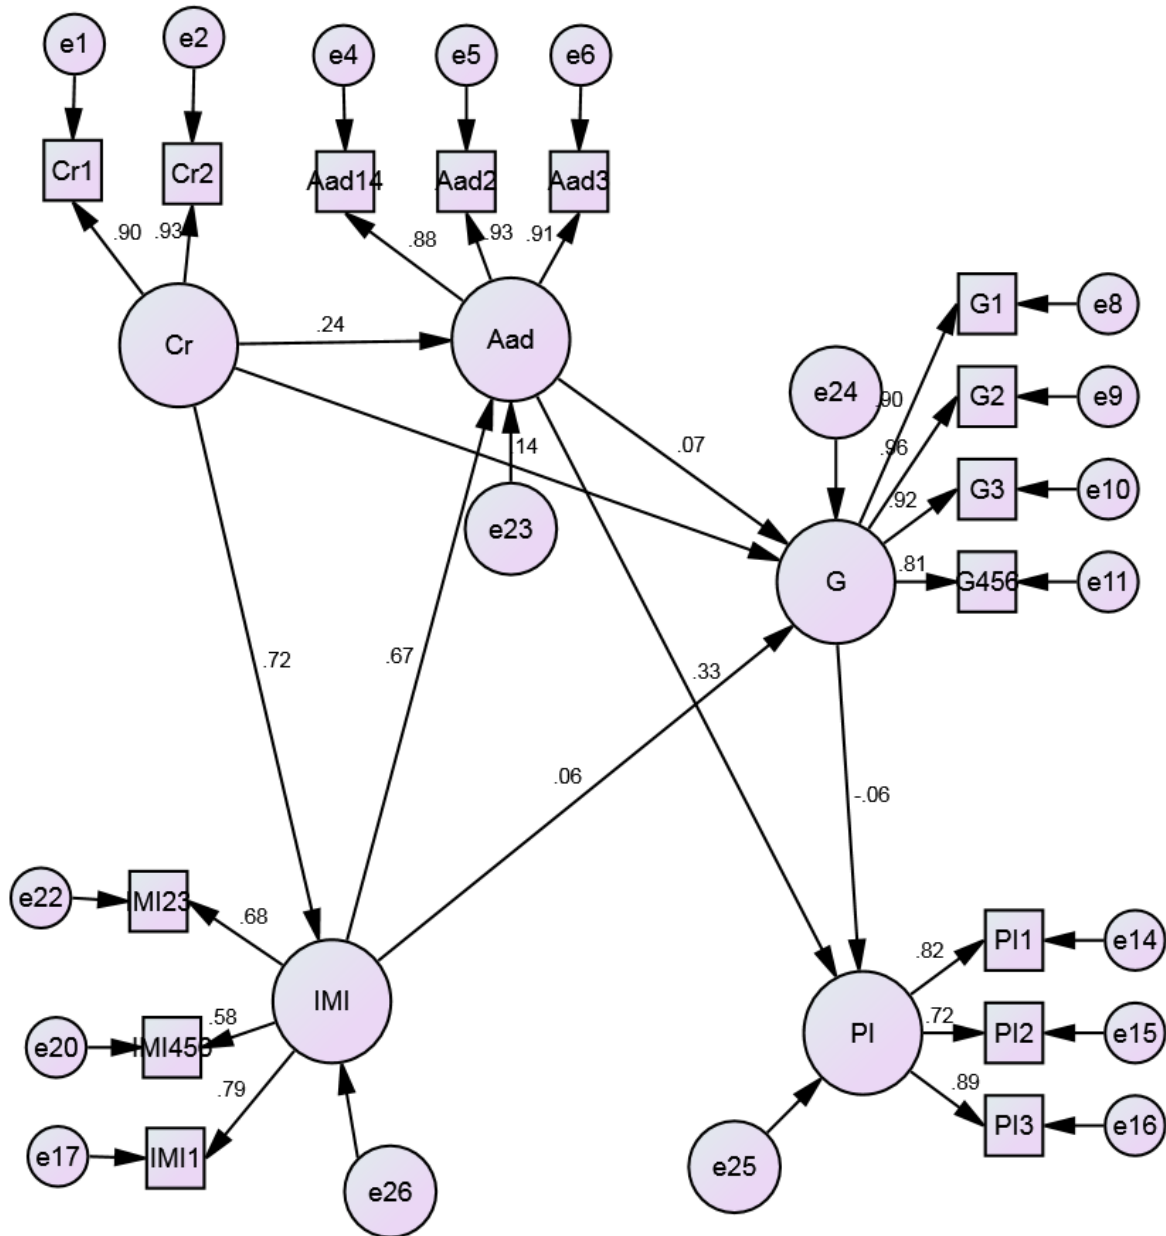 e1
e2
e4
e5
e6
Cr1
Cr2
Aad14
Aad2
Aad3
.90
.93
.88
.93
.91
Cr
.24
Aad
G1
e8
e24
.90
G2
e9
.14
.07
.96
G3
e10
e23
.92
G
.81
G456
e11
.72
.67
.33
.06
-.06
e22
IMI23
.68
IMI
PI1
e14
.82
.58
e20
PI
.72
PI2
e15
.79
.89
e17
IMI1
PI3
e16
e25
e26